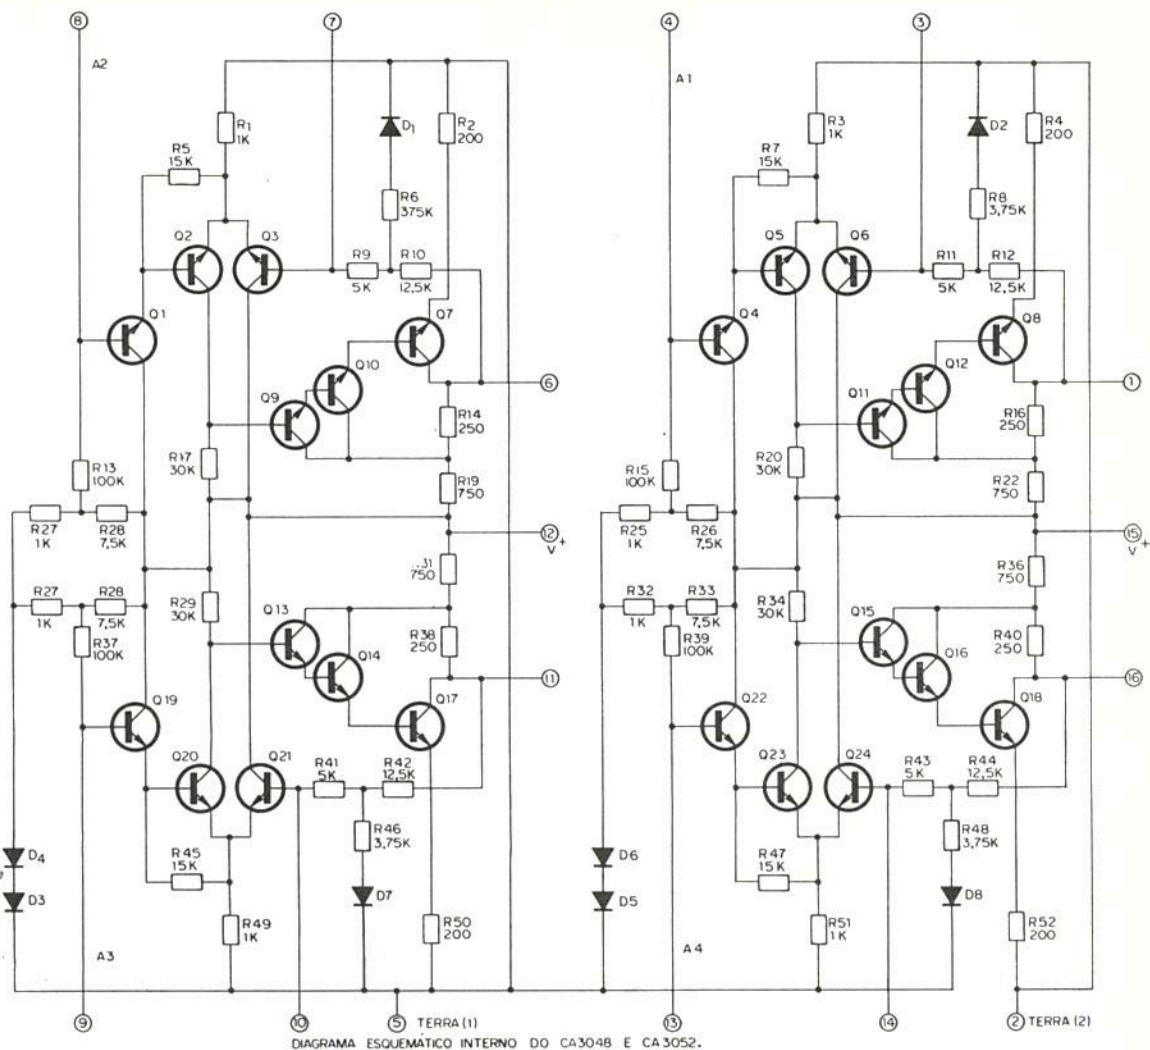 8 7 4 3
A2 A1
R1 1K D1 R2 200 R3 1K D2 R4 200
R5 15K R7 15K
R6 375K R8 3,75K
Q2 Q3 Q5 Q6
R9 5K R10 12,5K R11 5K R12 12,5K
Q1 Q7 Q4 Q8
Q10 Q12
6 1
Q9 R14 250 Q11 R16 250
R13 100K R17 30K R19 750 R15 100K R20 30K R22 750
R27 1K R28 7,5K R25 1K R26 7,5K
12 V+ 15 V+
31 750 R36 750
R27 1K R28 7,5K R29 30K R32 1K R33 7,5K R34 30K
Q13 Q15
R37 100K R38 250 R39 100K R40 250
Q14 Q16
11 16
Q19 Q17 Q22 Q18
Q20 Q21 R41 5K R42 12,5K Q23 Q24 R43 5K R44 12,5K
R46 3,75K R48 3,75K
D4 R45 15K D6 R47 15K
D3 D7 D5 D8
R49 1K R50 200 R51 1K R52 200
A3 A4
9 10 5 TERRA (1) 13 14 2 TERRA (2)
DIAGRAMA ESQUEMÁTICO INTERNO DO CA3048 E CA3052.